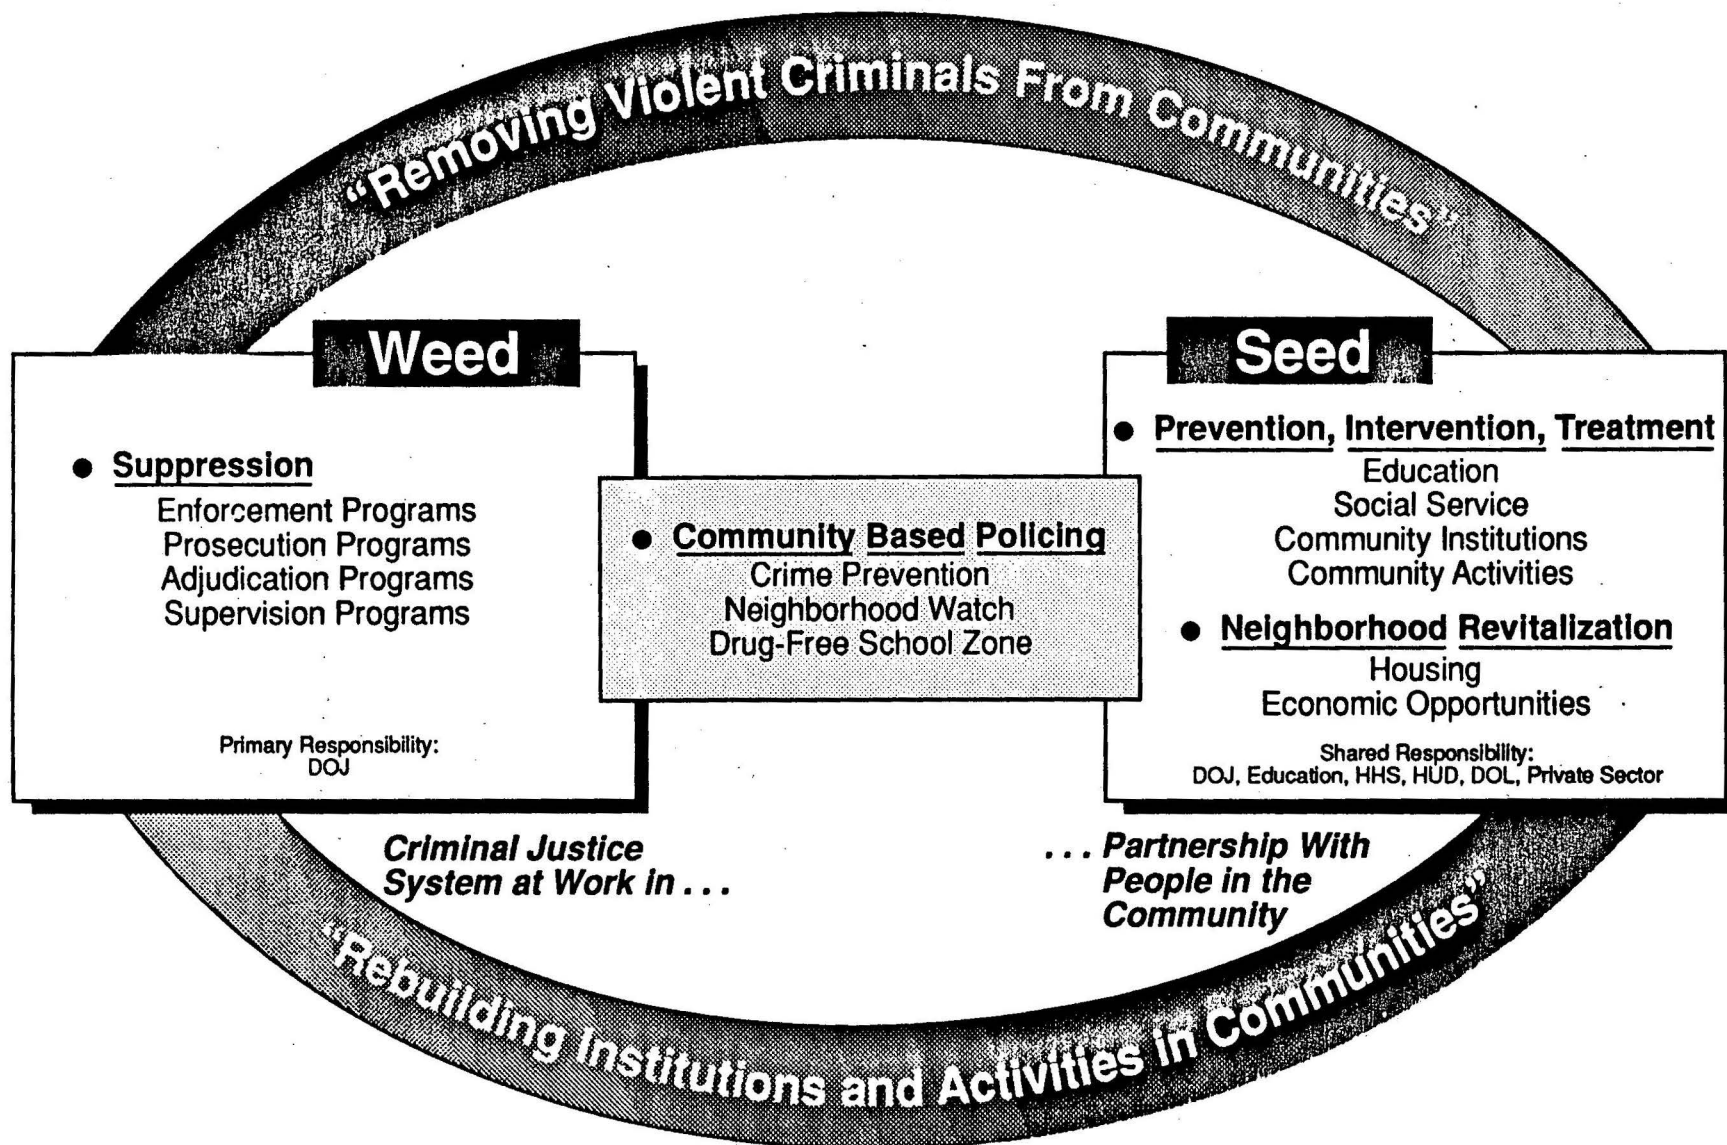 “Removing Violent Criminals From Communities”
Weed
● Suppression
Enforcement Programs
Prosecution Programs
Adjudication Programs
Supervision Programs
Primary Responsibility:
DOJ
● Community Based Policing
Crime Prevention
Neighborhood Watch
Drug-Free School Zone
Seed
● Prevention, Intervention, Treatment
Education
Social Service
Community Institutions
Community Activities
● Neighborhood Revitalization
Housing
Economic Opportunities
Shared Responsibility:
DOJ, Education, HHS, HUD, DOL, Private Sector
Criminal Justice
System at Work in . . .
. . . Partnership With
People in the
Community
“Rebuilding Institutions and Activities in Communities”